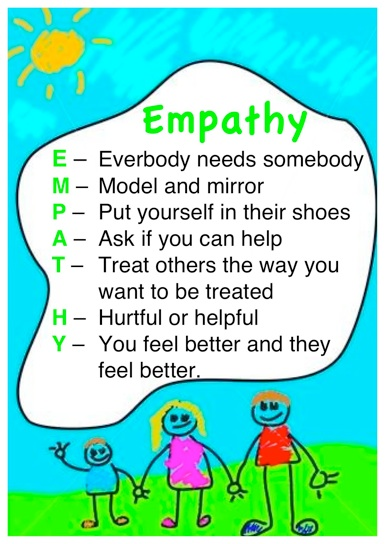 Empathy
E – Everbody needs somebody
M – Model and mirror
P – Put yourself in their shoes
A – Ask if you can help
T – Treat others the way you
want to be treated
H – Hurtful or helpful
Y – You feel better and they
feel better.